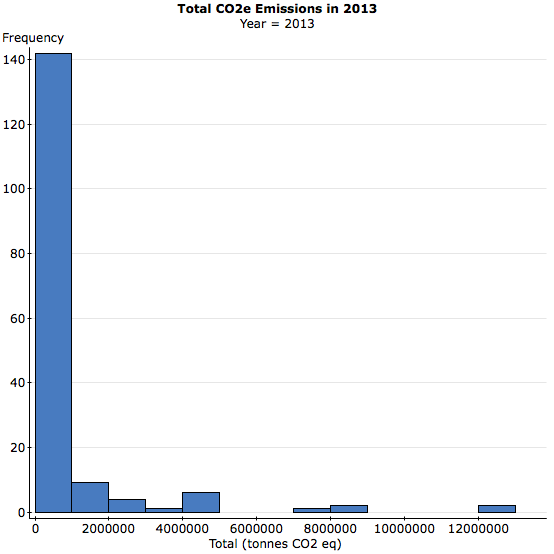 Total CO2e Emissions in 2013
Year = 2013
Frequency
140
120
100
80
60
40
20
0
0 2000000 4000000 6000000 8000000 10000000 12000000
Total (tonnes CO2 eq)